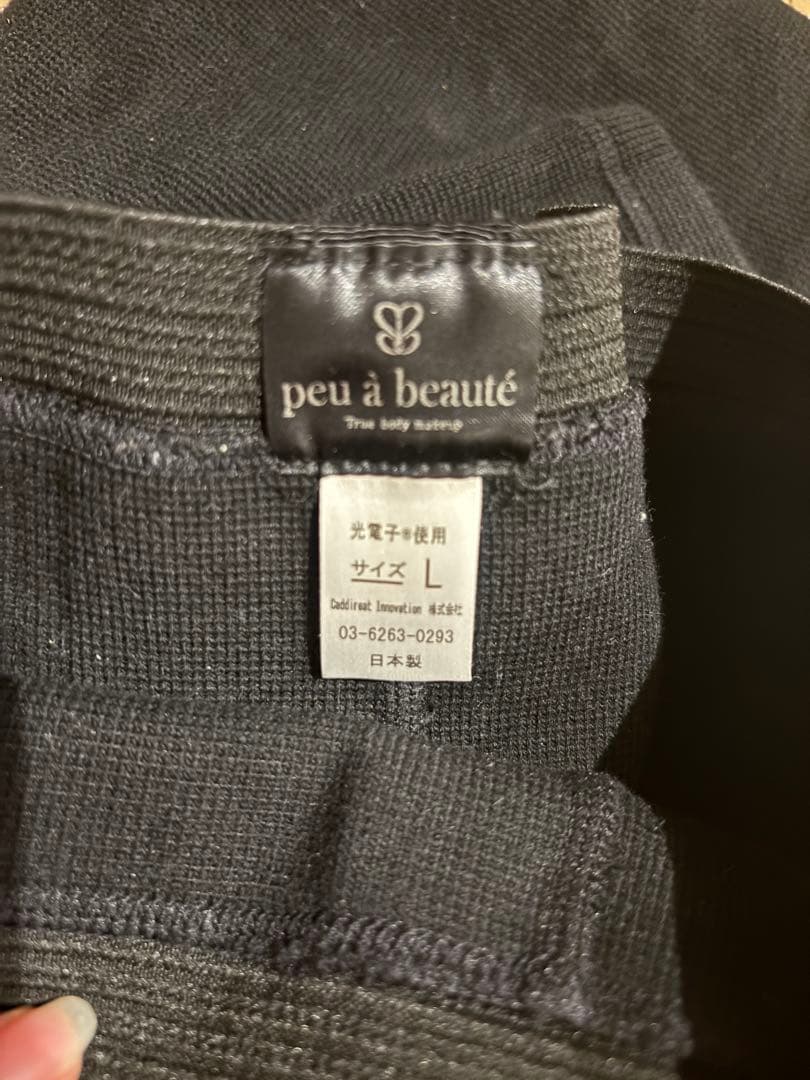 peu à beauté
True body makeup
光電子®使用
サイズ L
Caddireat Innovation 株式会社
03-6263-0293
日本製